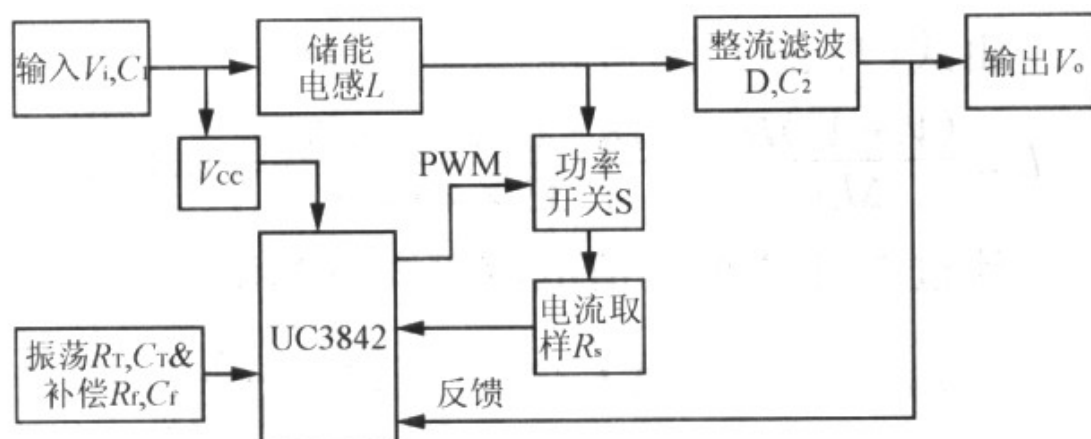 输入Vi,C1
储能
电感L
整流滤波
D,C2
输出Vo
VCC
PWM
功率
开关S
UC3842
电流取
样Rs
振荡RT,CT&
补偿Rf,Cf
反馈